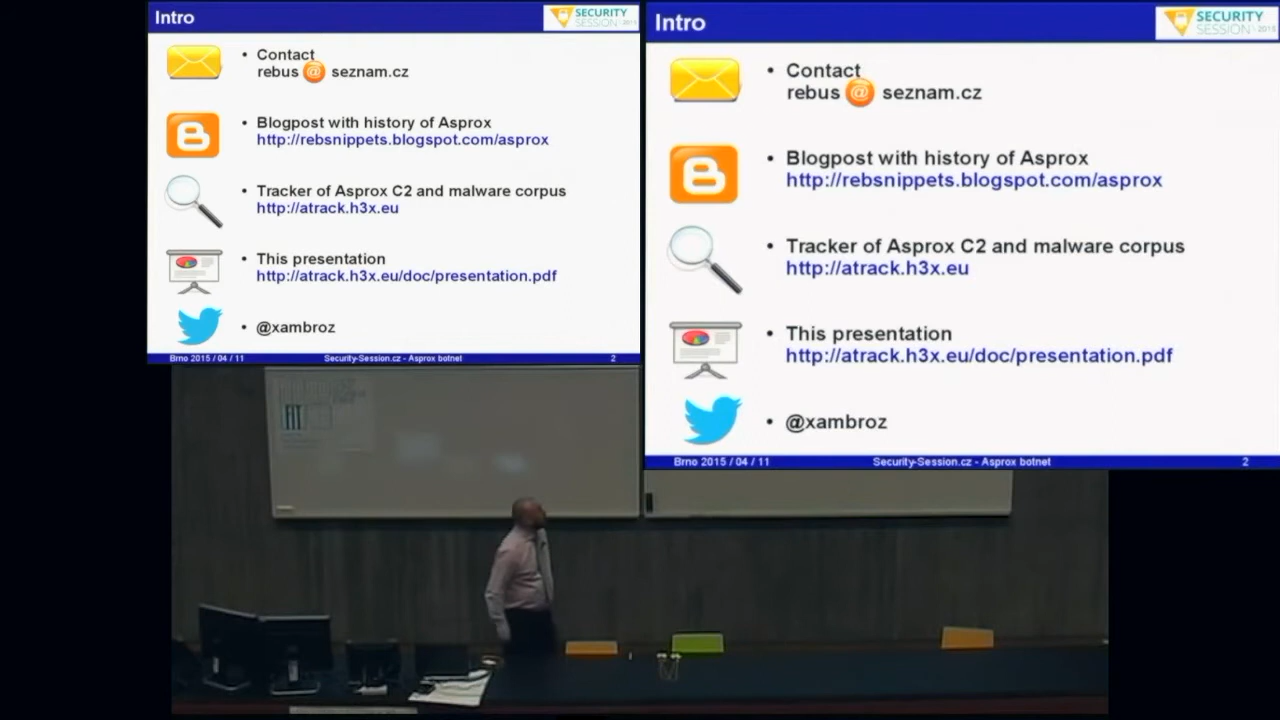 Intro
SECURITY
SESSION 2015
• Contact
rebus @ seznam.cz
• Blogpost with history of Asprox
http://rebsnippets.blogspot.com/asprox
• Tracker of Asprox C2 and malware corpus
http://atrack.h3x.eu
• This presentation
http://atrack.h3x.eu/doc/presentation.pdf
• @xambroz
Brno 2015 / 04 / 11 Security-Session.cz - Asprox botnet 2
Intro
SECURITY
SESSION 2015
• Contact
rebus @ seznam.cz
• Blogpost with history of Asprox
http://rebsnippets.blogspot.com/asprox
• Tracker of Asprox C2 and malware corpus
http://atrack.h3x.eu
• This presentation
http://atrack.h3x.eu/doc/presentation.pdf
• @xambroz
Brno 2015 / 04 / 11 Security-Session.cz - Asprox botnet 2
fit